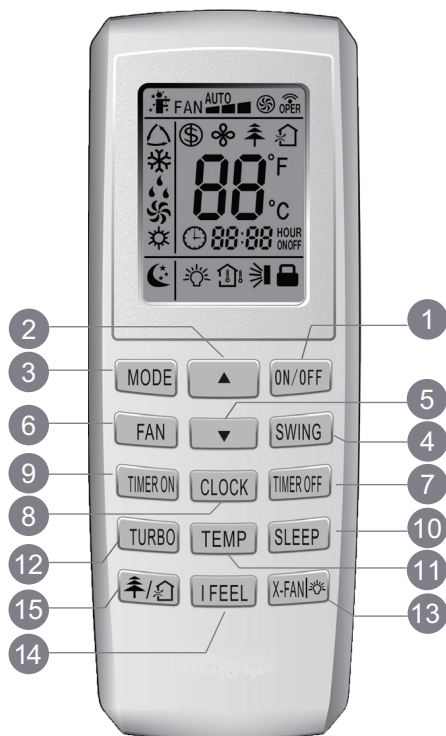 FAN AUTO OPER
88 °F
°C
88:88 HOUR
ON OFF
2 1
3 MODE ▲ ON/OFF
5
6 FAN ▼ SWING 4
9 TIMER ON CLOCK TIMER OFF 7
8 10
TURBO TEMP SLEEP
12 11
15 / I FEEL X-FAN 13
14